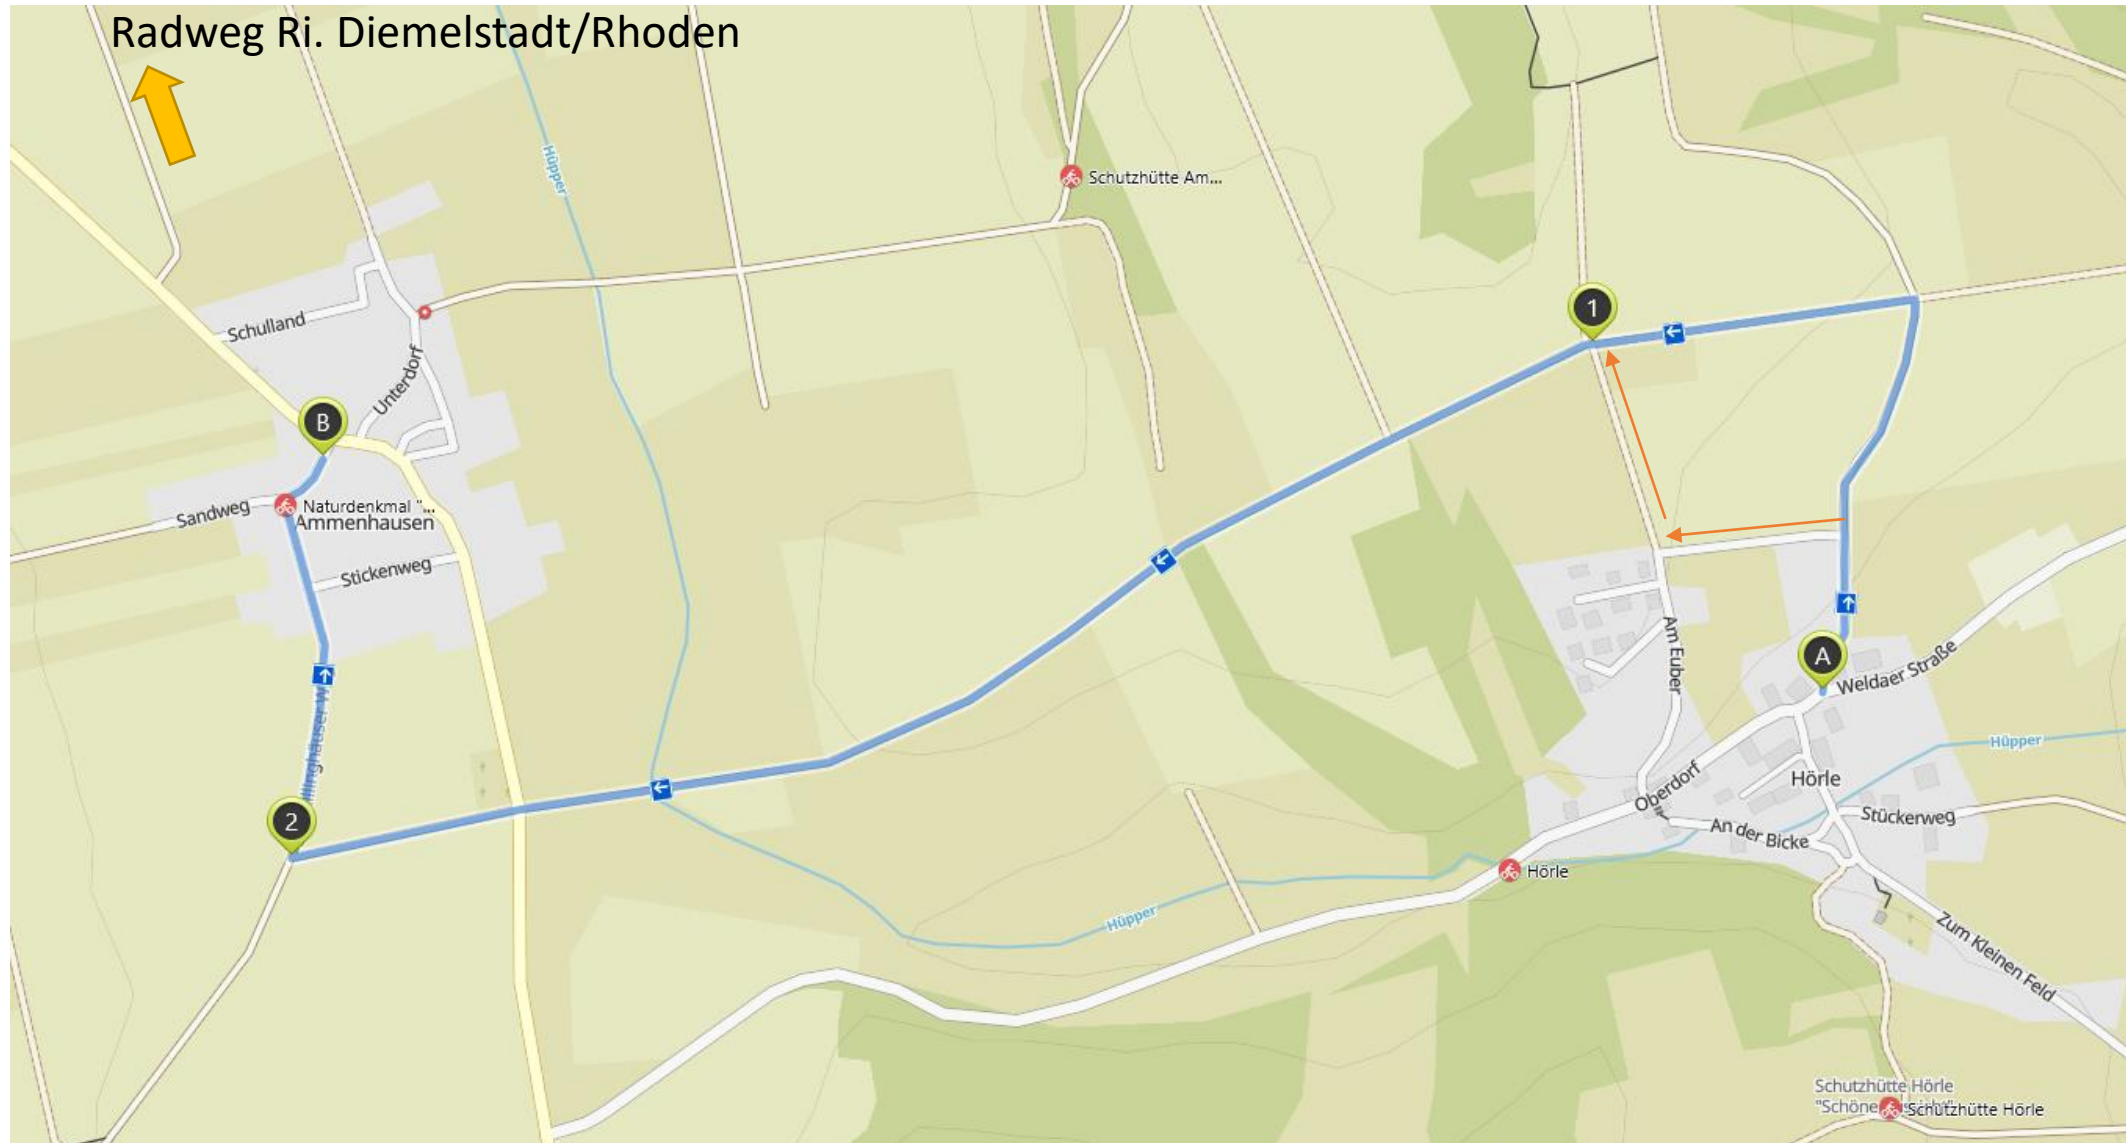 Radweg Ri. Diemelstadt/Rhoden
Hüpper
Schutzhütte Am...
1
Schulland
Unterdorf
B
Sandweg
Naturdenkmal "...
Ammenhausen
Stickenweg
Am Euber
A
Weldaer Straße
Hüpper
Oberdorf
Hörle
Stückerweg
An der Bicke
2
Hörle
Hüpper
Zum Kleinen Feld
Schutzhütte Hörle
"Schöne
Schutzhütte Hörle